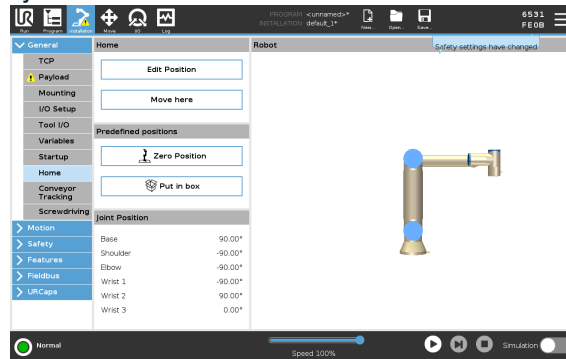 Run
Program
Installation
Move
I/O
Log
PROGRAM <unnamed>*
INSTALLATION default_1*
New...
Open...
Save...
6531
FE0B
General
TCP
Payload
Mounting
I/O Setup
Tool I/O
Variables
Startup
Home
Conveyor
Tracking
Screwdriving
Motion
Safety
Features
Fieldbus
URCaps
Home
Edit Position
Move here
Predefined positions
Zero Position
Put in box
Joint Position
Base 90.00°
Shoulder -90.00°
Elbow -90.00°
Wrist 1 -90.00°
Wrist 2 90.00°
Wrist 3 0.00°
Robot
Safety settings have changed
Normal
Speed 100%
Simulation